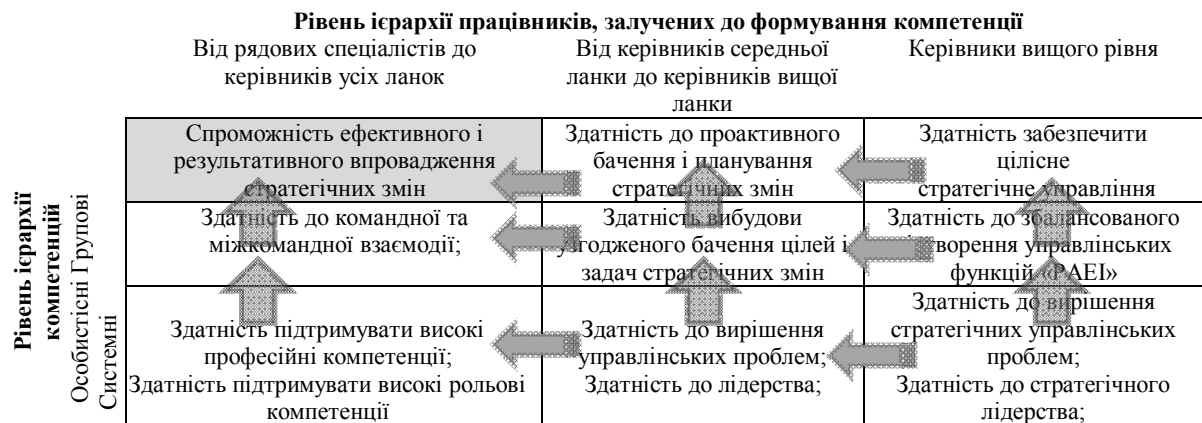 Рівень ієрархії працівників, залучених до формування компетенції
Від рядових спеціалістів до
керівників усіх ланок
Від керівників середньої
ланки до керівників вищої
ланки
Керівники вищого рівня
Рівень ієрархії
компетенцій
Особистісні Групові
Системні
Спроможність ефективного і
результативного впровадження
стратегічних змін
Здатність до проактивного
бачення і планування
стратегічних змін
Здатність забезпечити
цілісне
стратегічне управління
Здатність до командної та
міжкомандної взаємодії;
Здатність вибудови
узгодженого бачення цілей і
задач стратегічних змін
Здатність до збалансованого
створення управлінських
функцій «PAEI»
Здатність підтримувати високі
професійні компетенції;
Здатність підтримувати високі рольові
компетенції
Здатність до вирішення
управлінських проблем;
Здатність до лідерства;
Здатність до вирішення
стратегічних управлінських
проблем;
Здатність до стратегічного
лідерства;